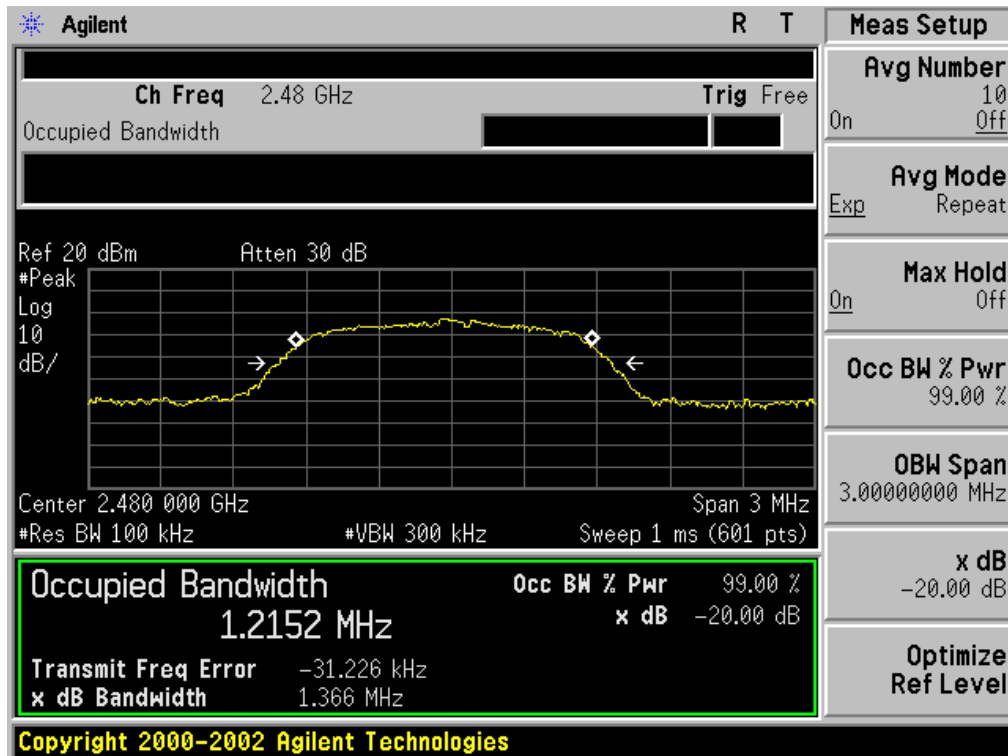 Agilent R T
Meas Setup
Ch Freq 2.48 GHz Trig Free
Occupied Bandwidth
Ref 20 dBm Atten 30 dB
#Peak
Log
10
dB/
Center 2.480 000 GHz Span 3 MHz
#Res BW 100 kHz #VBW 300 kHz Sweep 1 ms (601 pts)
Occupied Bandwidth Occ BW % Pwr 99.00 %
1.2152 MHz x dB -20.00 dB
Transmit Freq Error -31.226 kHz
x dB Bandwidth 1.366 MHz
Avg Number
10
On Off
Avg Mode
Exp Repeat
Max Hold
On Off
Occ BW % Pwr
99.00 %
OBW Span
3.00000000 MHz
x dB
-20.00 dB
Optimize
Ref Level
Copyright 2000-2002 Agilent Technologies